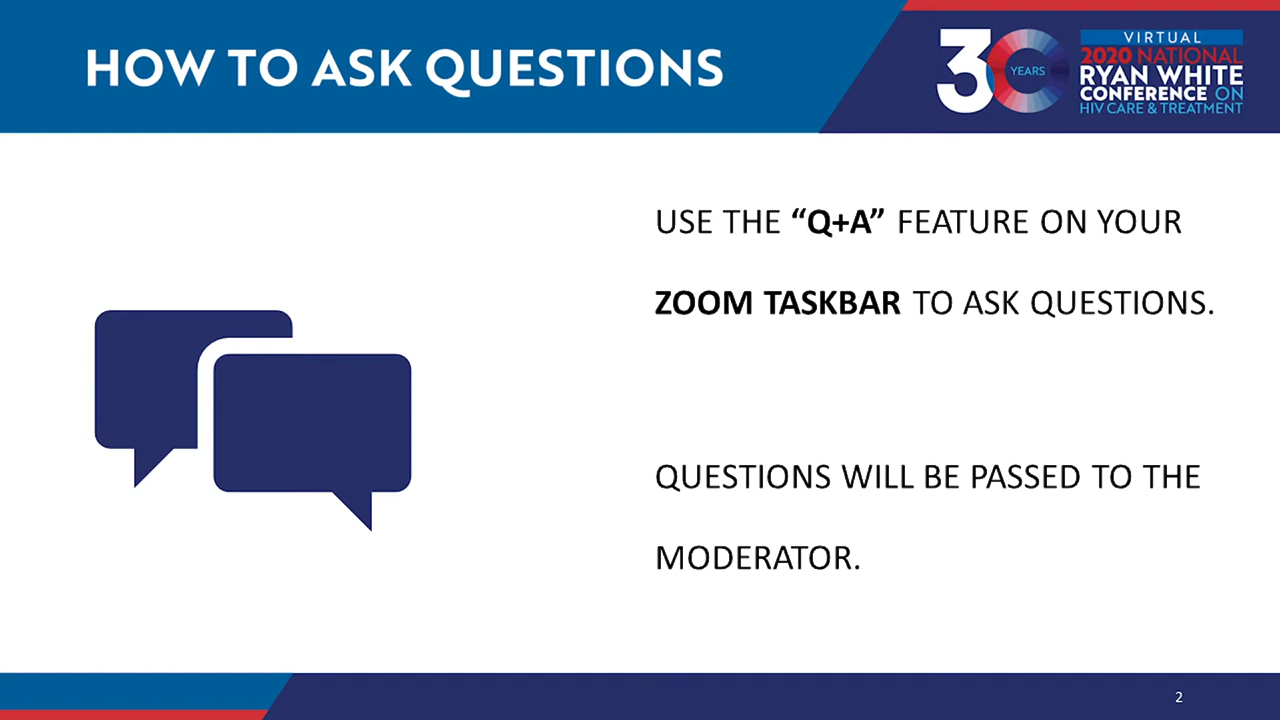 HOW TO ASK QUESTIONS
30
YEARS
VIRTUAL
2020 NATIONAL
RYAN WHITE
CONFERENCE ON
HIV CARE & TREATMENT
USE THE “Q+A” FEATURE ON YOUR
ZOOM TASKBAR TO ASK QUESTIONS.
QUESTIONS WILL BE PASSED TO THE
MODERATOR.
2